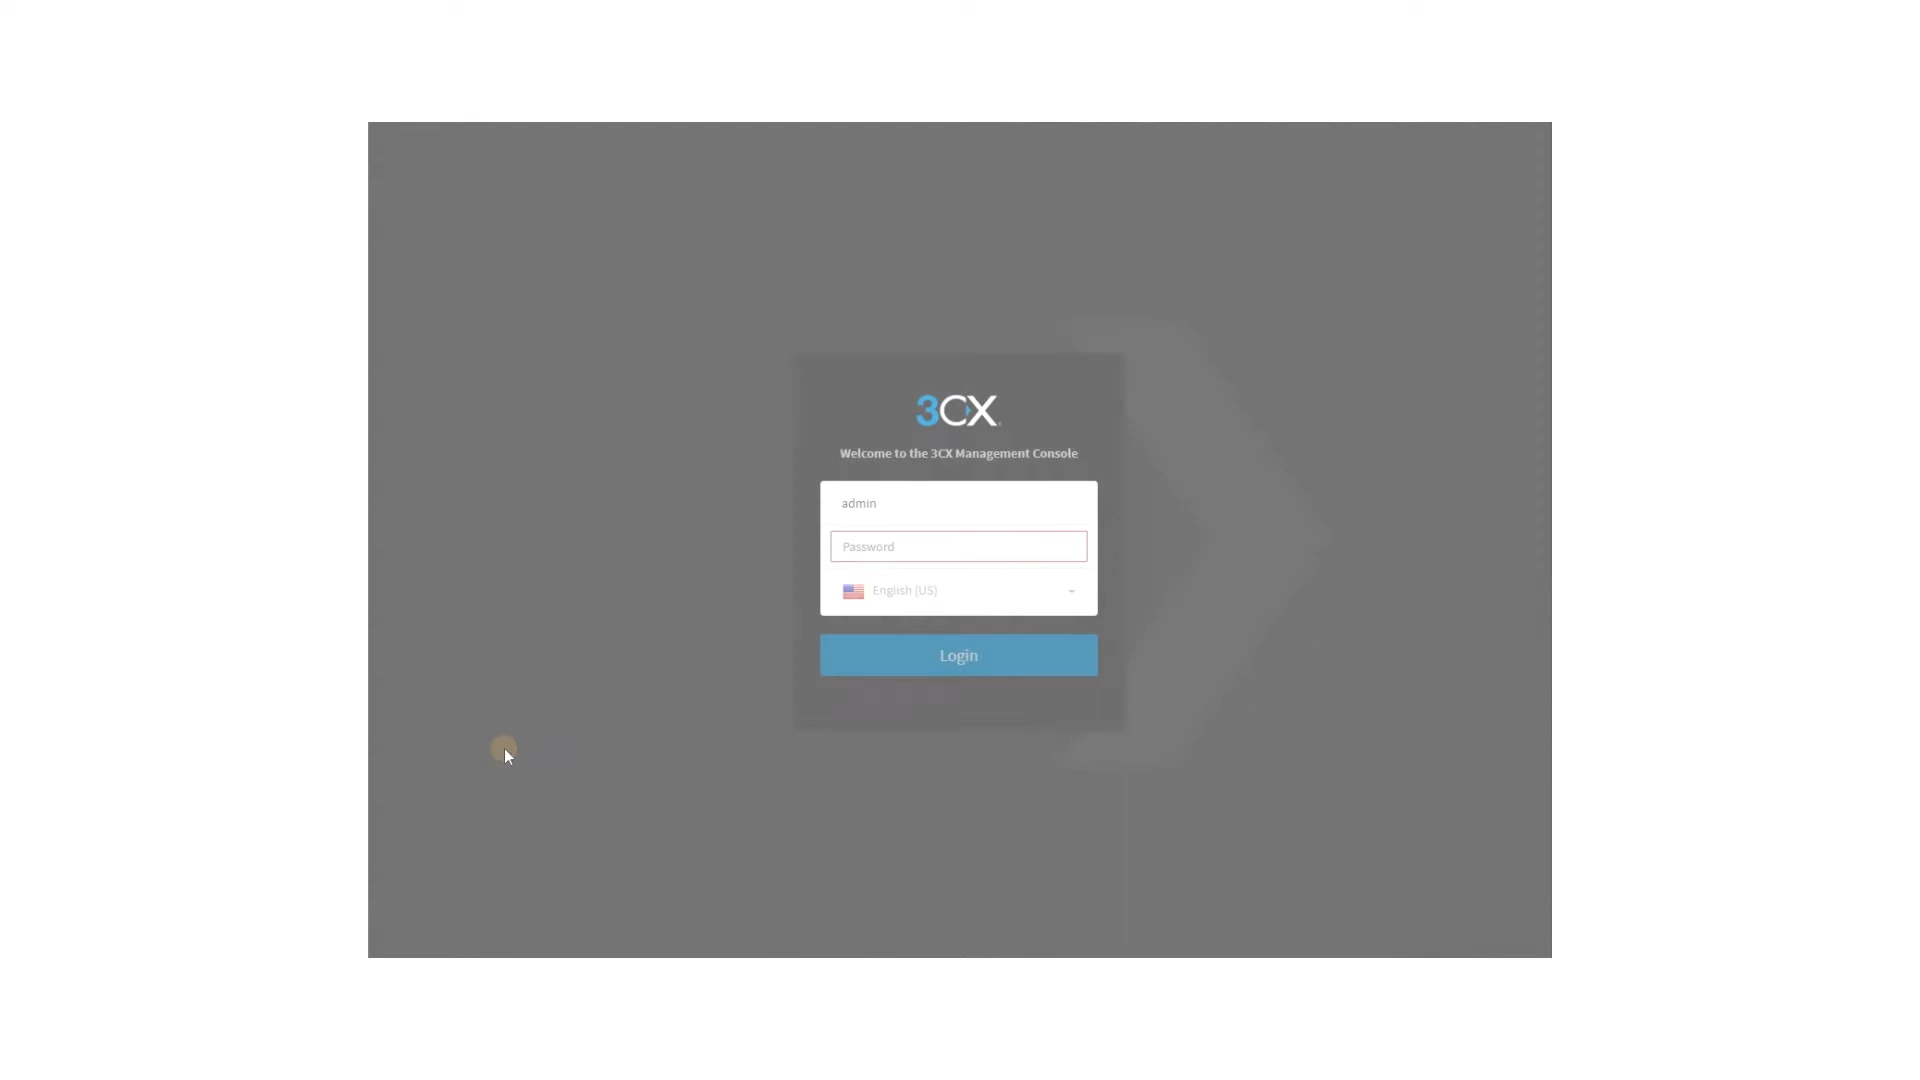 3CX
Welcome to the 3CX Management Console
admin
Password
English (US)
Login